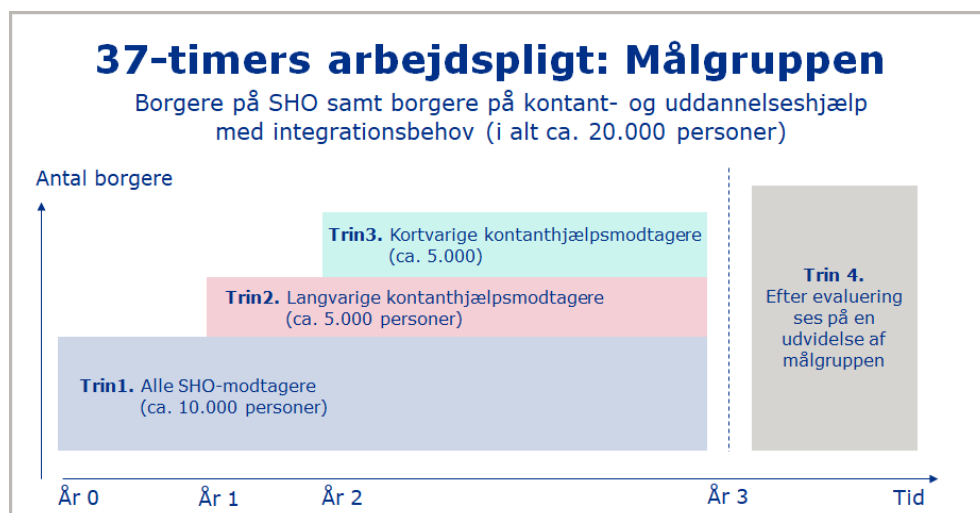 37-timers arbejdspligt: Målgruppen
Borgere på SHO samt borgere på kontant- og uddannelseshjælp
med integrationsbehov (i alt ca. 20.000 personer)
Antal borgere
Trin3. Kortvarige kontanthjælpsmodtagere
(ca. 5.000)
Trin2. Langvarige kontanthjælpsmodtagere
(ca. 5.000 personer)
Trin1. Alle SHO-modtagere
(ca. 10.000 personer)
Trin 4.
Efter evaluering
ses på en
udvidelse af
målgruppen
År 0
År 1
År 2
År 3
Tid